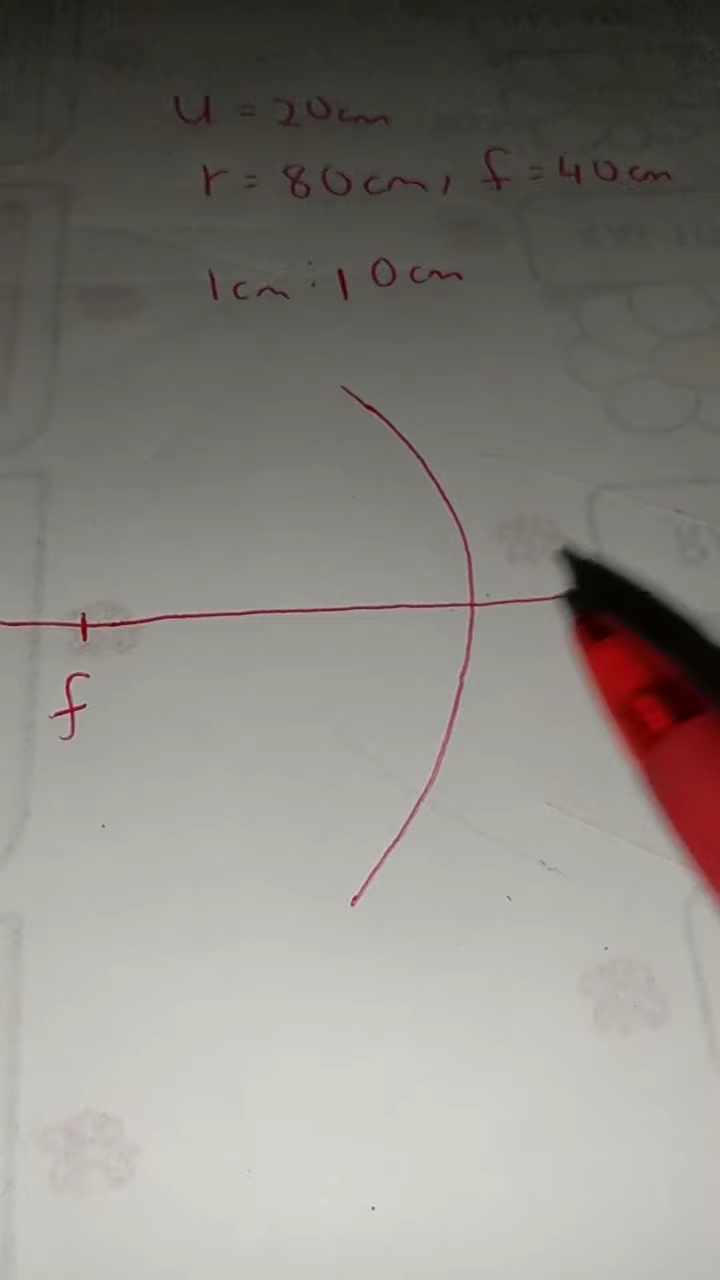 u = 20cm
r = 80cm, f = 40cm
1cm : 10cm
f